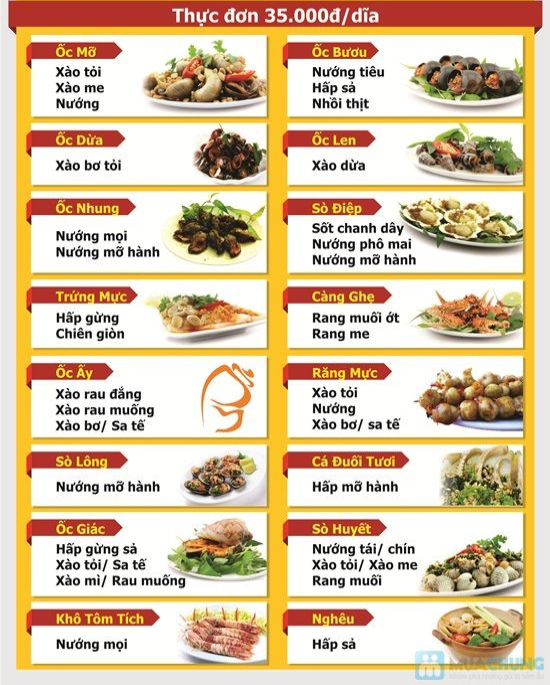 Thực đơn 35.000đ/dĩa
Ốc Mỡ
Xào tỏi
Xào me
Nướng
Ốc Bươu
Nướng tiêu
Hấp sả
Nhồi thịt
Ốc Dừa
Xào bơ tỏi
Ốc Len
Xào dừa
Ốc Nhung
Nướng mọi
Nướng mỡ hành
Sò Điệp
Sốt chanh dây
Nướng phô mai
Nướng mỡ hành
Trứng Mực
Hấp gừng
Chiên giòn
Càng Ghẹ
Rang muối ớt
Rang me
Ốc Ấy
Xào rau đắng
Xào rau muống
Xào bơ/ Sa tế
Răng Mực
Xào tỏi
Nướng
Xào bơ/ sa tế
Sò Lông
Nướng mỡ hành
Cá Đuối Tươi
Hấp mỡ hành
Ốc Giác
Hấp gừng sả
Xào tỏi/ Sa tế
Xào mì/ Rau muống
Sò Huyết
Nướng tái/ chín
Xào tỏi/ Xào me
Rang muối
Khô Tôm Tích
Nướng mọi
Nghêu
Hấp sả
MUACHUNG